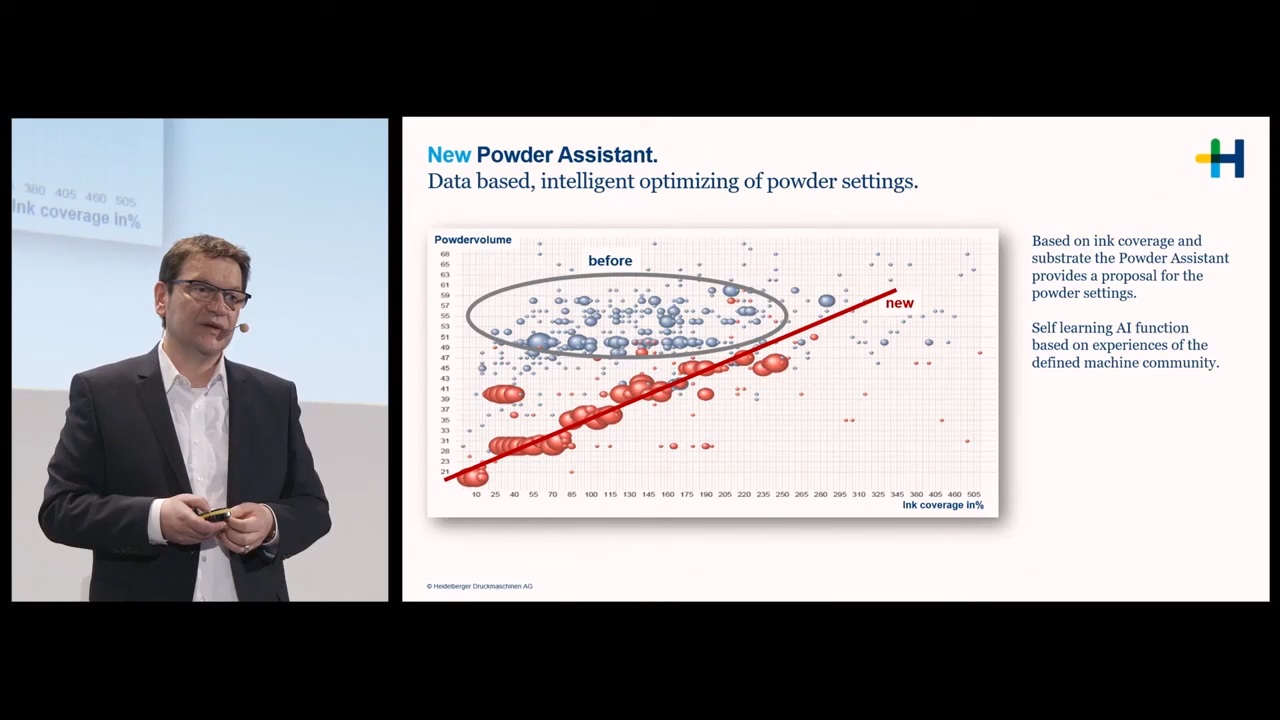 380 405 460 505
Ink coverage in%
New Powder Assistant.
Data based, intelligent optimizing of powder settings.
Powdervolume
68
65
63
61
59
57
55
53
51
49
47
45
43
41
39
37
35
33
31
28
23
21
before
new
10 25 40 55 70 85 100 115 130 145 160 175 190 205 220 235 250 265 280 295 310 325 345 380 405 460 505
Ink coverage in%
Based on ink coverage and
substrate the Powder Assistant
provides a proposal for the
powder settings.
Self learning AI function
based on experiences of the
defined machine community.
© Heidelberger Druckmaschinen AG